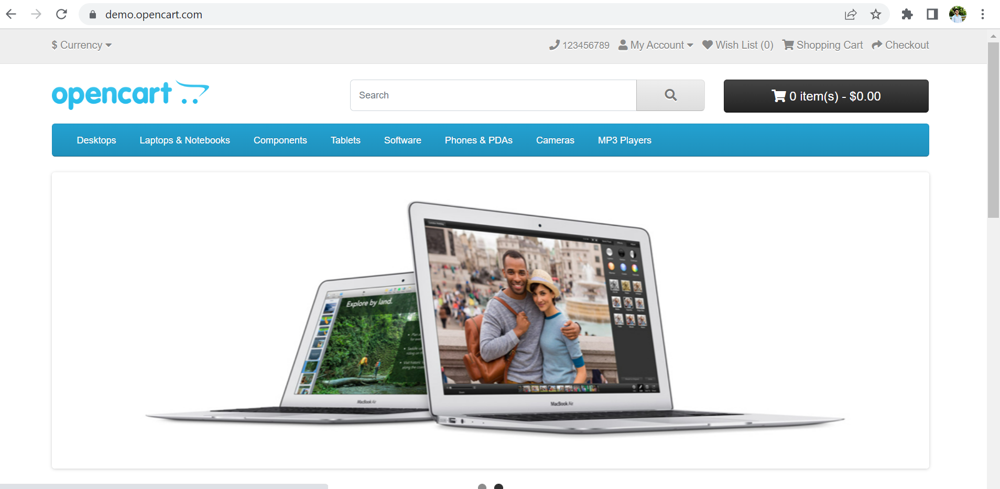 demo.opencart.com
$ Currency
123456789 My Account Wish List (0) Shopping Cart Checkout
opencart
Search
0 item(s) - $0.00
Desktops Laptops & Notebooks Components Tablets Software Phones & PDAs Cameras MP3 Players
Explore by land.
MacBook Air
MacBook Air